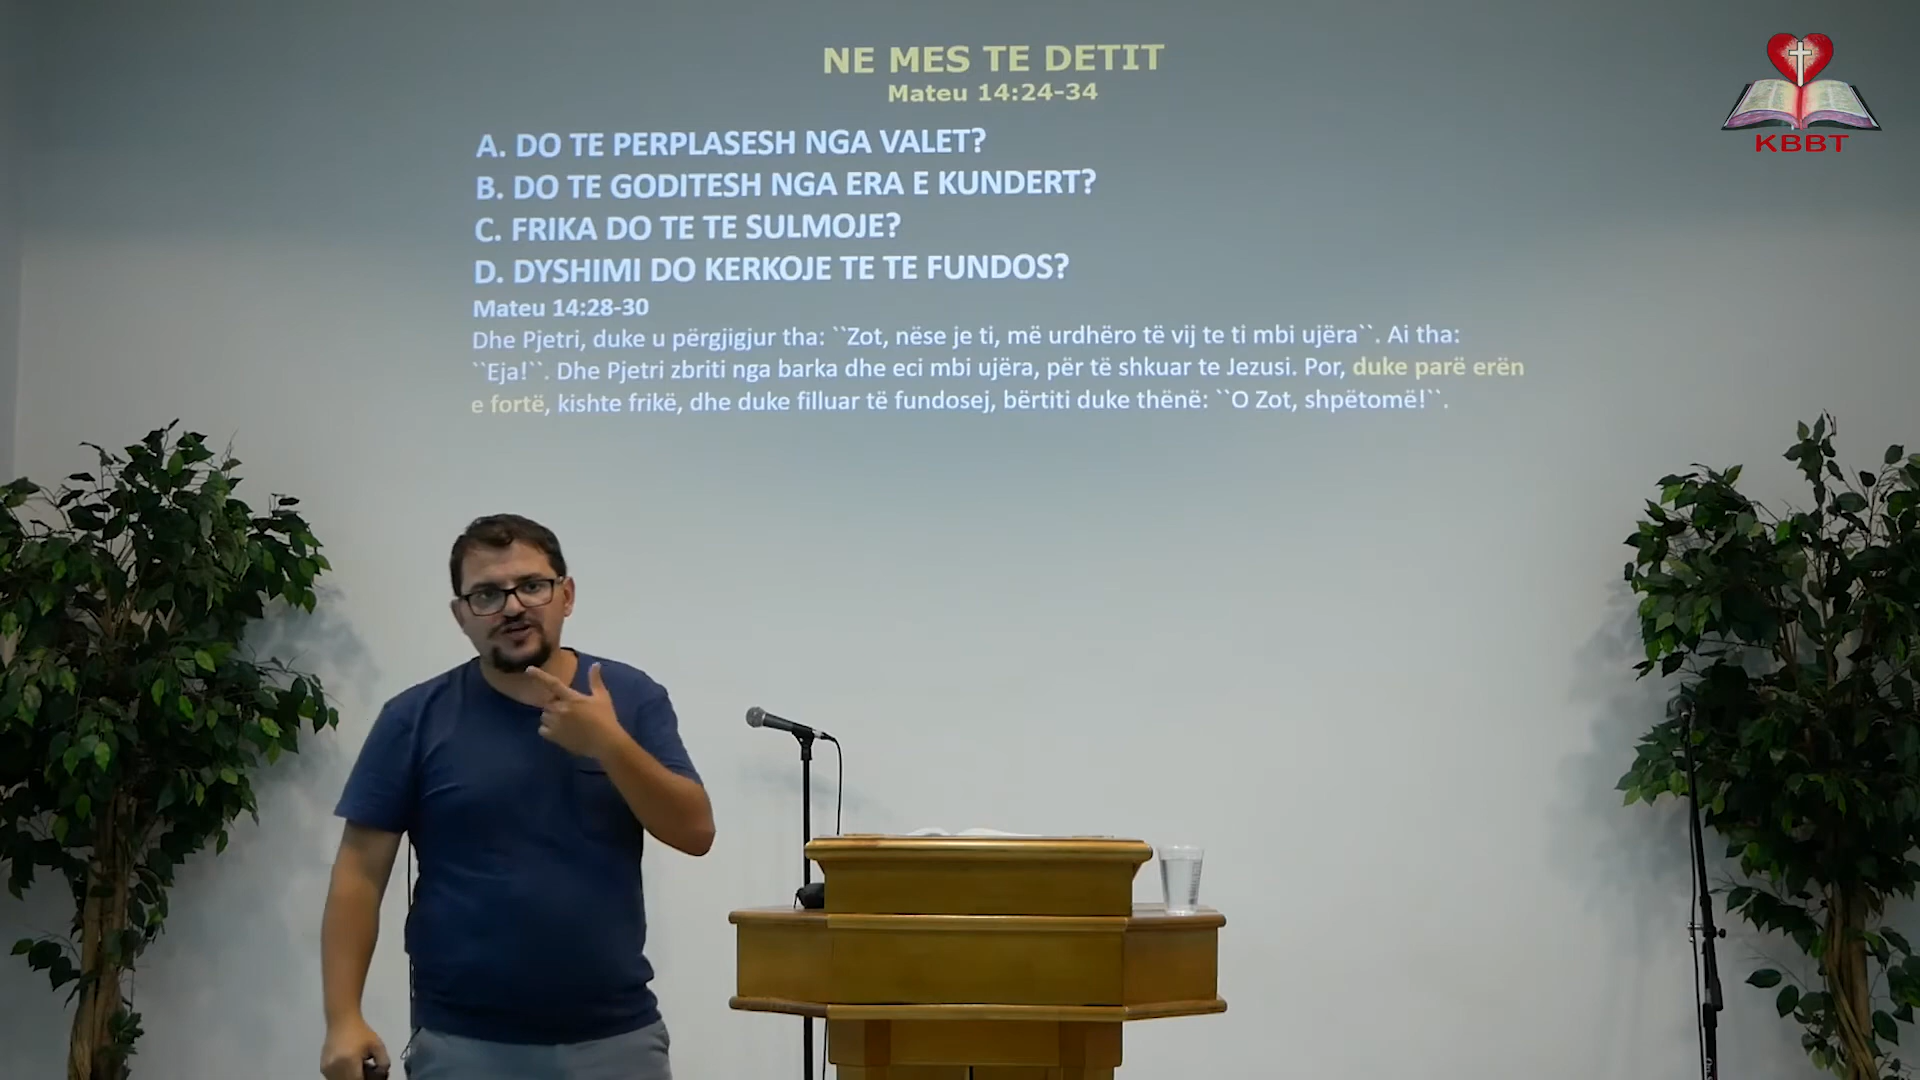 NE MES TE DETIT
Mateu 14:24-34
A. DO TE PERPLASESH NGA VALET?
B. DO TE GODITESH NGA ERA E KUNDERT?
C. FRIKA DO TE TE SULMOJE?
D. DYSHIMI DO KERKOJE TE TE FUNDOS?
Mateu 14:28-30
Dhe Pjetri, duke u përgjigjur tha: ``Zot, nëse je ti, më urdhëro të vij te ti mbi ujëra``. Ai tha:
``Eja!``. Dhe Pjetri zbriti nga barka dhe eci mbi ujëra, për të shkuar te Jezusi. Por, duke parë erën
e fortë, kishte frikë, dhe duke filluar të fundosej, bërtiti duke thënë: ``O Zot, shpëtomë!``.
KBBT